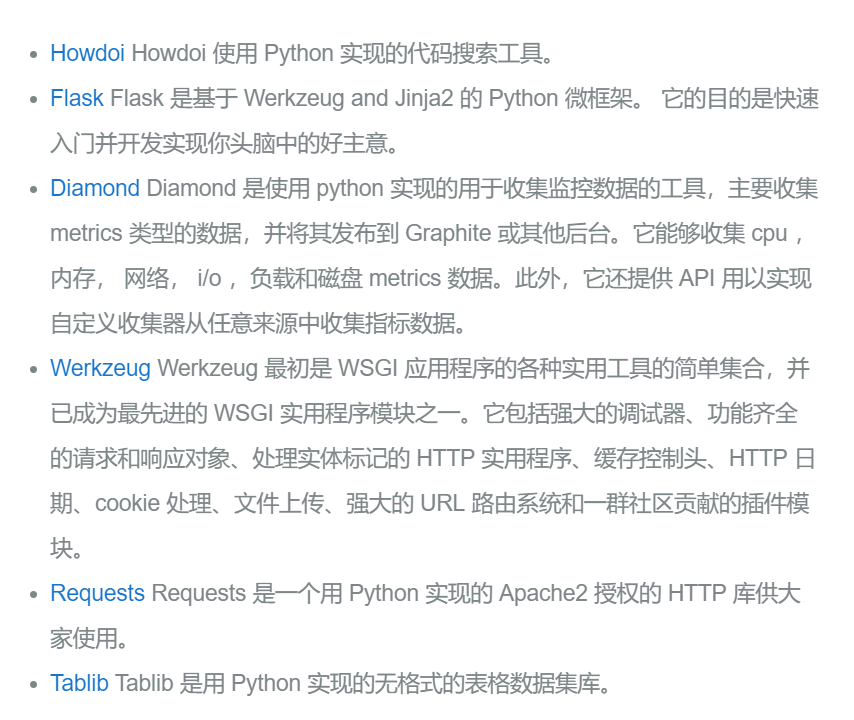 Howdoi Howdoi 使用 Python 实现的代码搜索工具。
Flask Flask 是基于 Werkzeug and Jinja2 的 Python 微框架。 它的目的是快速
入门并开发实现你头脑中的好主意。
Diamond Diamond 是使用 python 实现的用于收集监控数据的工具，主要收集
metrics 类型的数据，并将其发布到 Graphite 或其他后台。它能够收集 cpu ，
内存， 网络， i/o ，负载和磁盘 metrics 数据。此外，它还提供 API 用以实现
自定义收集器从任意来源中收集指标数据。
Werkzeug Werkzeug 最初是 WSGI 应用程序的各种实用工具的简单集合，并
已成为最先进的 WSGI 实用程序模块之一。它包括强大的调试器、功能齐全
的请求和响应对象、处理实体标记的 HTTP 实用程序、缓存控制头、HTTP 日
期、cookie 处理、文件上传、强大的 URL 路由系统和一群社区贡献的插件模
块。
Requests Requests 是一个用 Python 实现的 Apache2 授权的 HTTP 库供大
家使用。
Tablib Tablib 是用 Python 实现的无格式的表格数据集库。